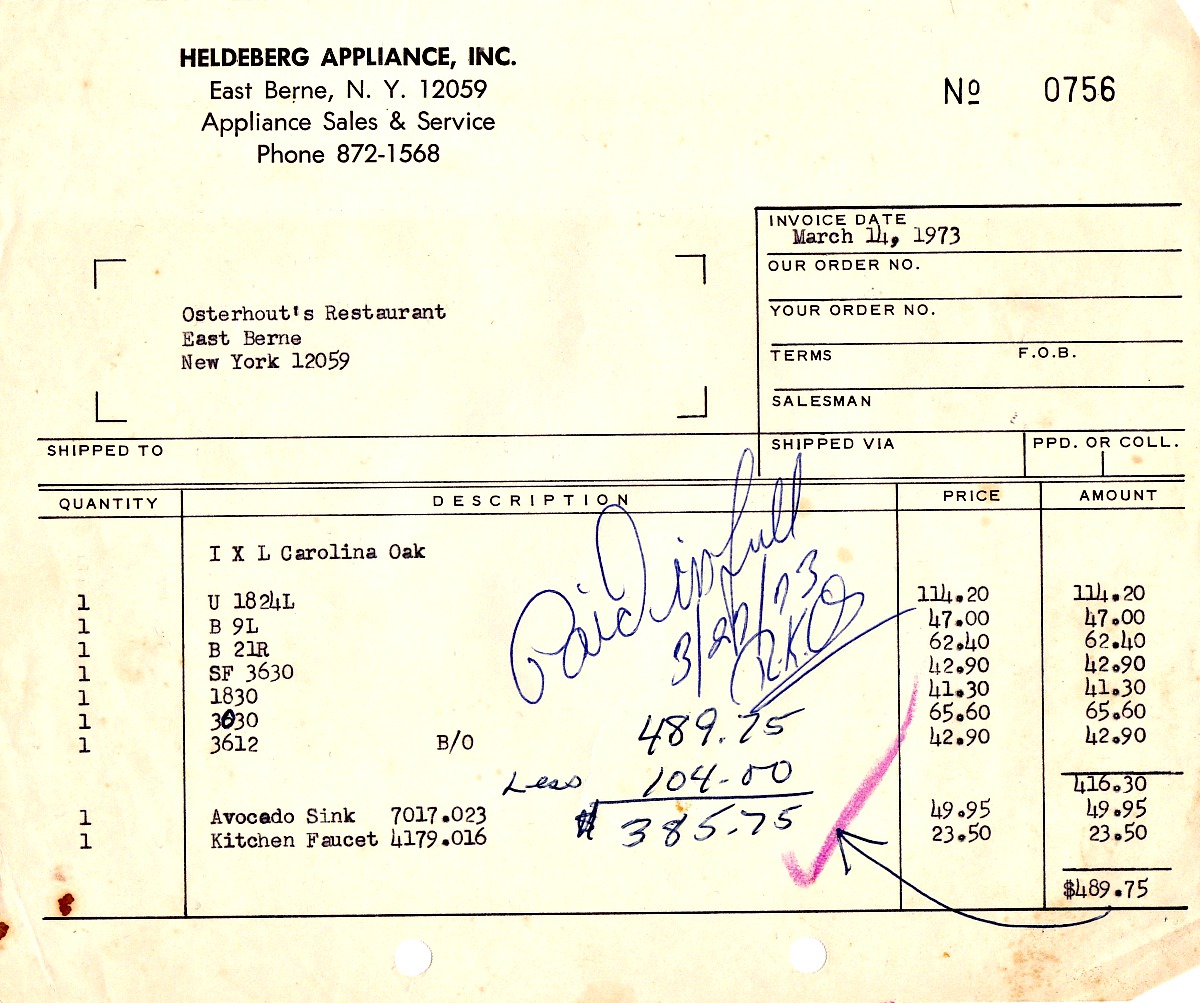 HELDEBERG APPLIANCE, INC.
East Berne, N. Y. 12059
Appliance Sales & Service
Phone 872-1568
Nº 0756
INVOICE DATE
March 14, 1973
OUR ORDER NO.
YOUR ORDER NO.
TERMS F.O.B.
SALESMAN
Osterhout's Restaurant
East Berne
New York 12059
SHIPPED TO
SHIPPED VIA PPD. OR COLL.
QUANTITY DESCRIPTION PRICE AMOUNT
I X L Carolina Oak
1 U 1824L 114.20 114.20
1 B 9L 47.00 47.00
1 B 21R 62.40 62.40
1 SF 3630 42.90 42.90
1 1830 41.30 41.30
1 3030 65.60 65.60
1 3612 B/O 42.90 42.90
416.30
1 Avocado Sink 7017.023 49.95 49.95
1 Kitchen Faucet 4179.016 23.50 23.50
$489.75
Paid in full
3/22/73
R.K.O
489.75
Less 104.00
$ 385.75